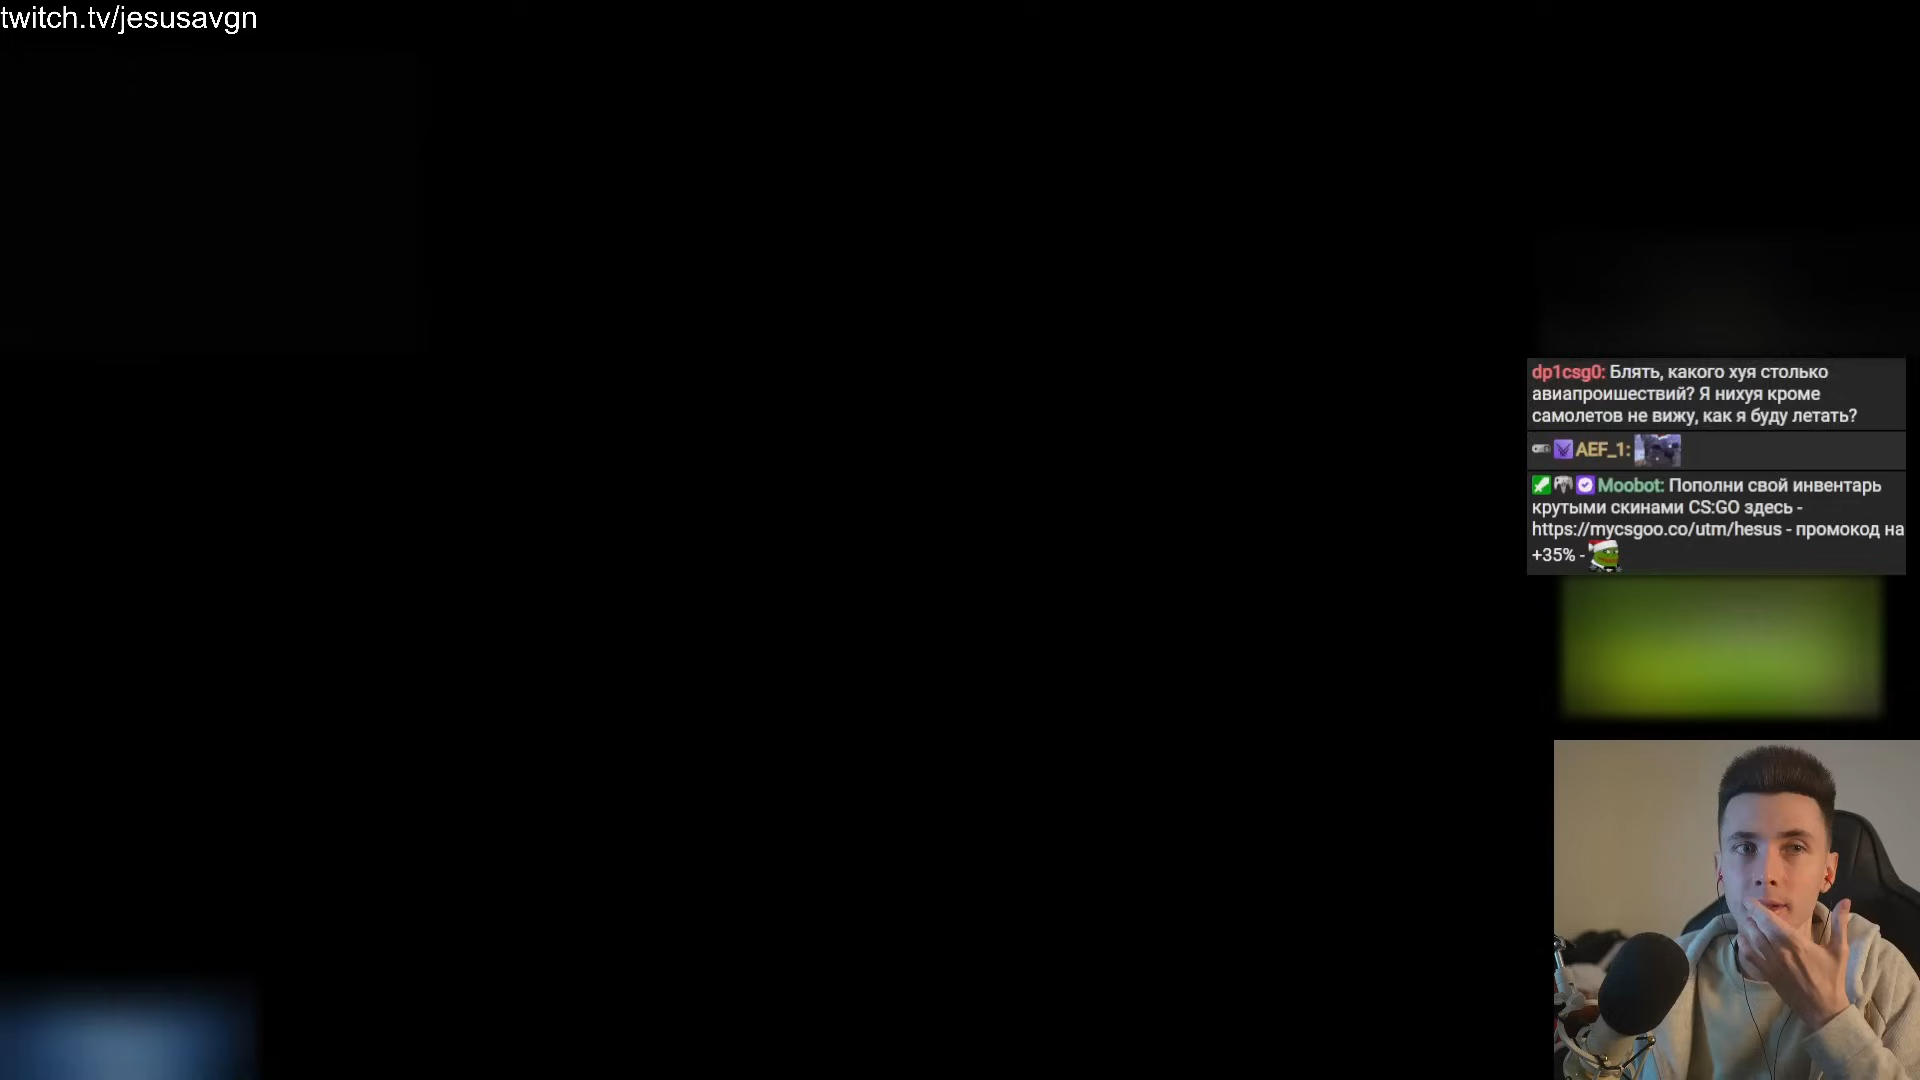 twitch.tv/jesusavgn
dp1csg0: Блять, какого хуя столько
авиапроишествий? Я нихуя кроме
самолетов не вижу, как я буду летать?
AEF_1:
Moobot: Пополни свой инвентарь
крутыми скинами CS:GO здесь -
https://mycsgoo.co/utm/hesus - промокод на
+35% -